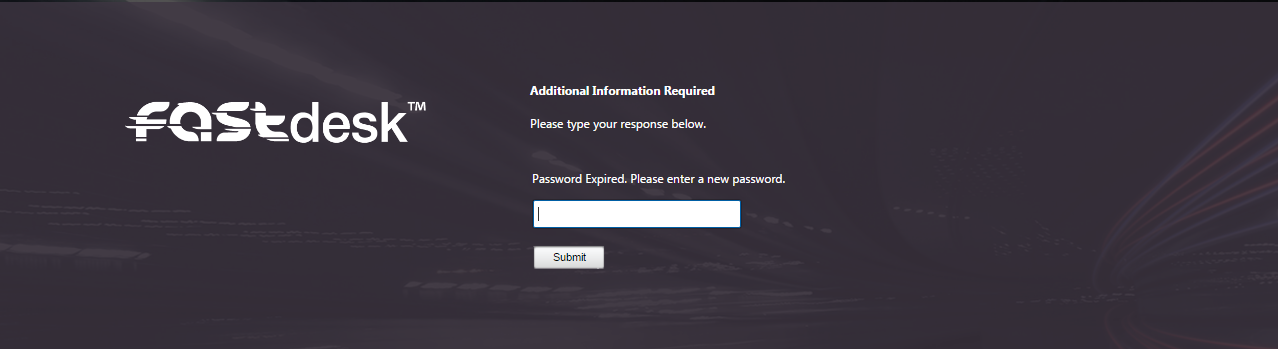 fastdesk™
Additional Information Required
Please type your response below.
Password Expired. Please enter a new password.
Submit